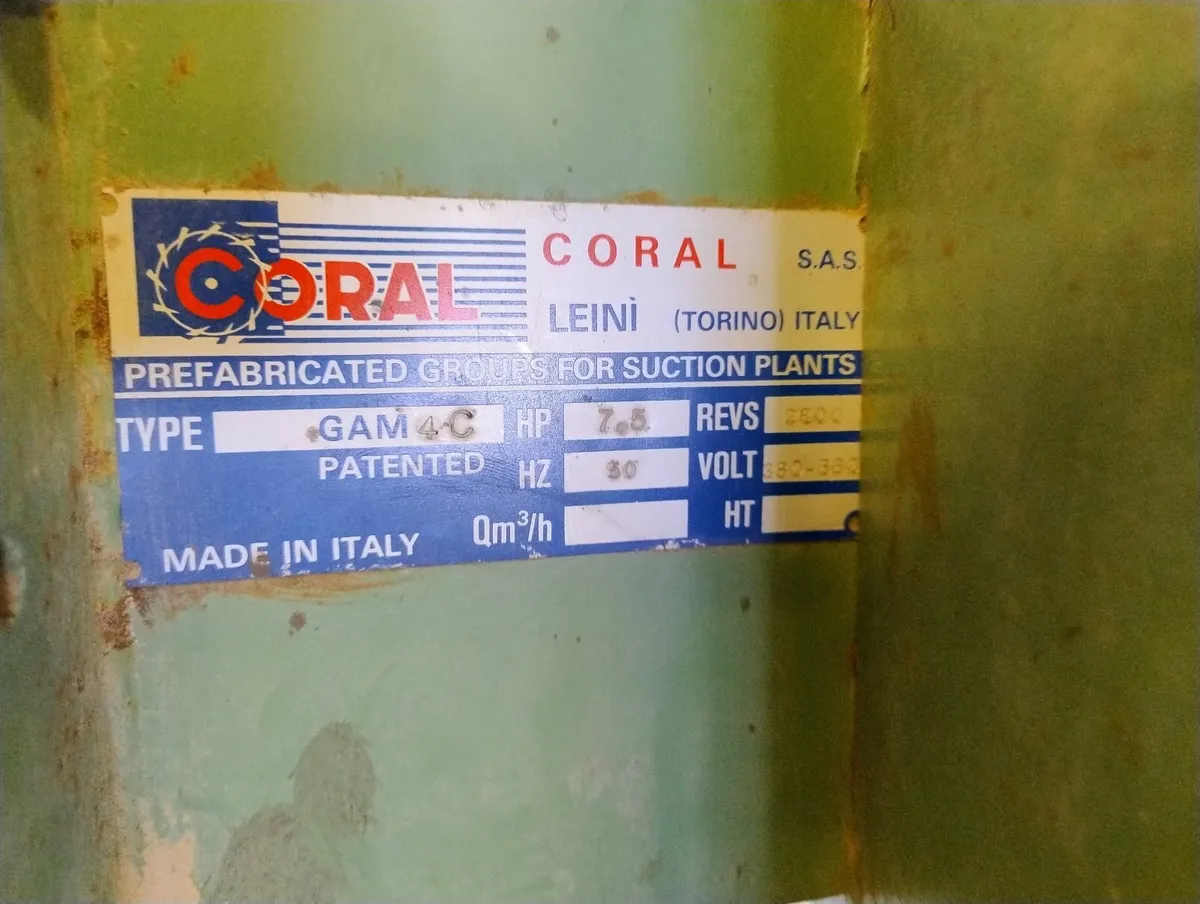 CORAL
CORAL S.A.S.
LEINÌ (TORINO) ITALY
PREFABRICATED GROUPS FOR SUCTION PLANTS
TYPE GAM 4-C HP 7.5 REVS
PATENTED HZ 50 VOLT
Qm³/h HT
MADE IN ITALY